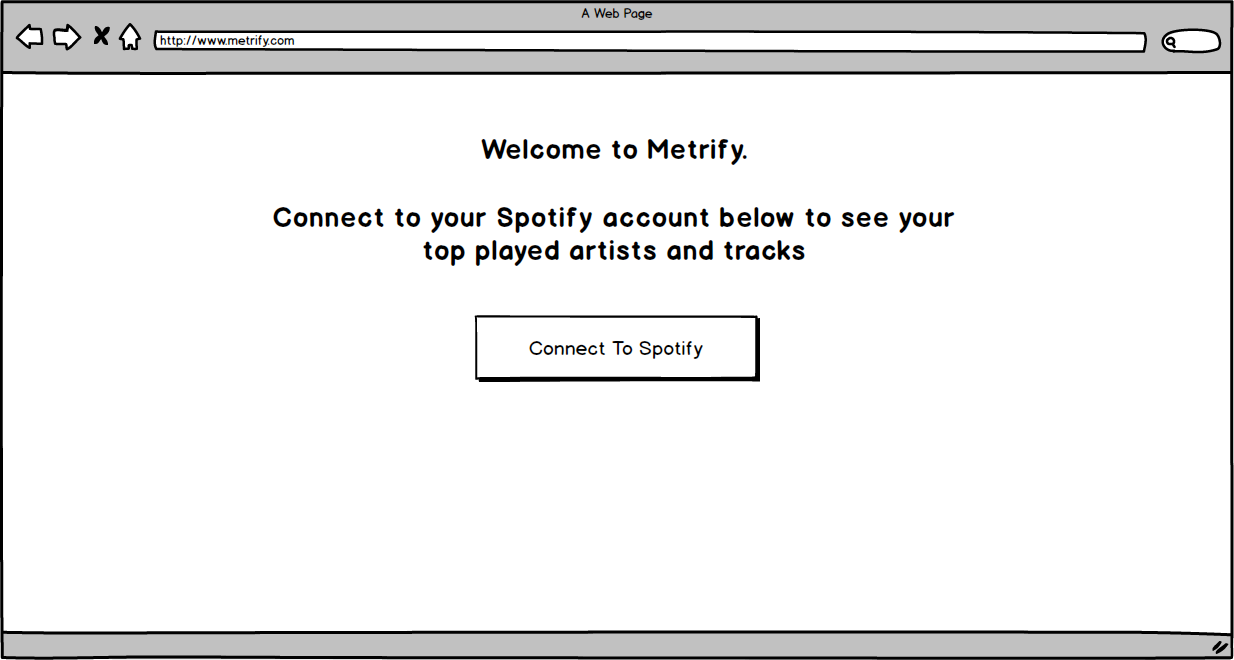 A Web Page
http://www.metrify.com
Welcome to Metrify.
Connect to your Spotify account below to see your
top played artists and tracks
Connect To Spotify